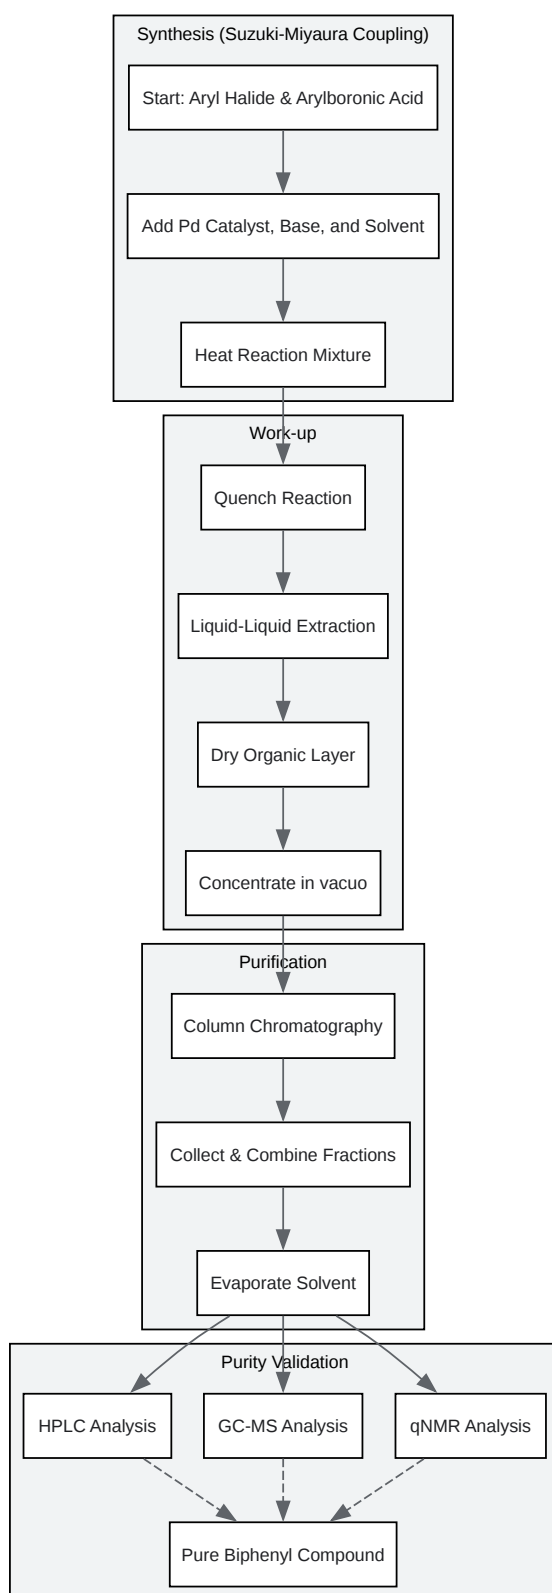 Synthesis (Suzuki-Miyaura Coupling)
Start: Aryl Halide & Arylboronic Acid
Add Pd Catalyst, Base, and Solvent
Heat Reaction Mixture
Work-up
Quench Reaction
Liquid-Liquid Extraction
Dry Organic Layer
Concentrate in vacuo
Purification
Column Chromatography
Collect & Combine Fractions
Evaporate Solvent
Purity Validation
HPLC Analysis
GC-MS Analysis
qNMR Analysis
Pure Biphenyl Compound